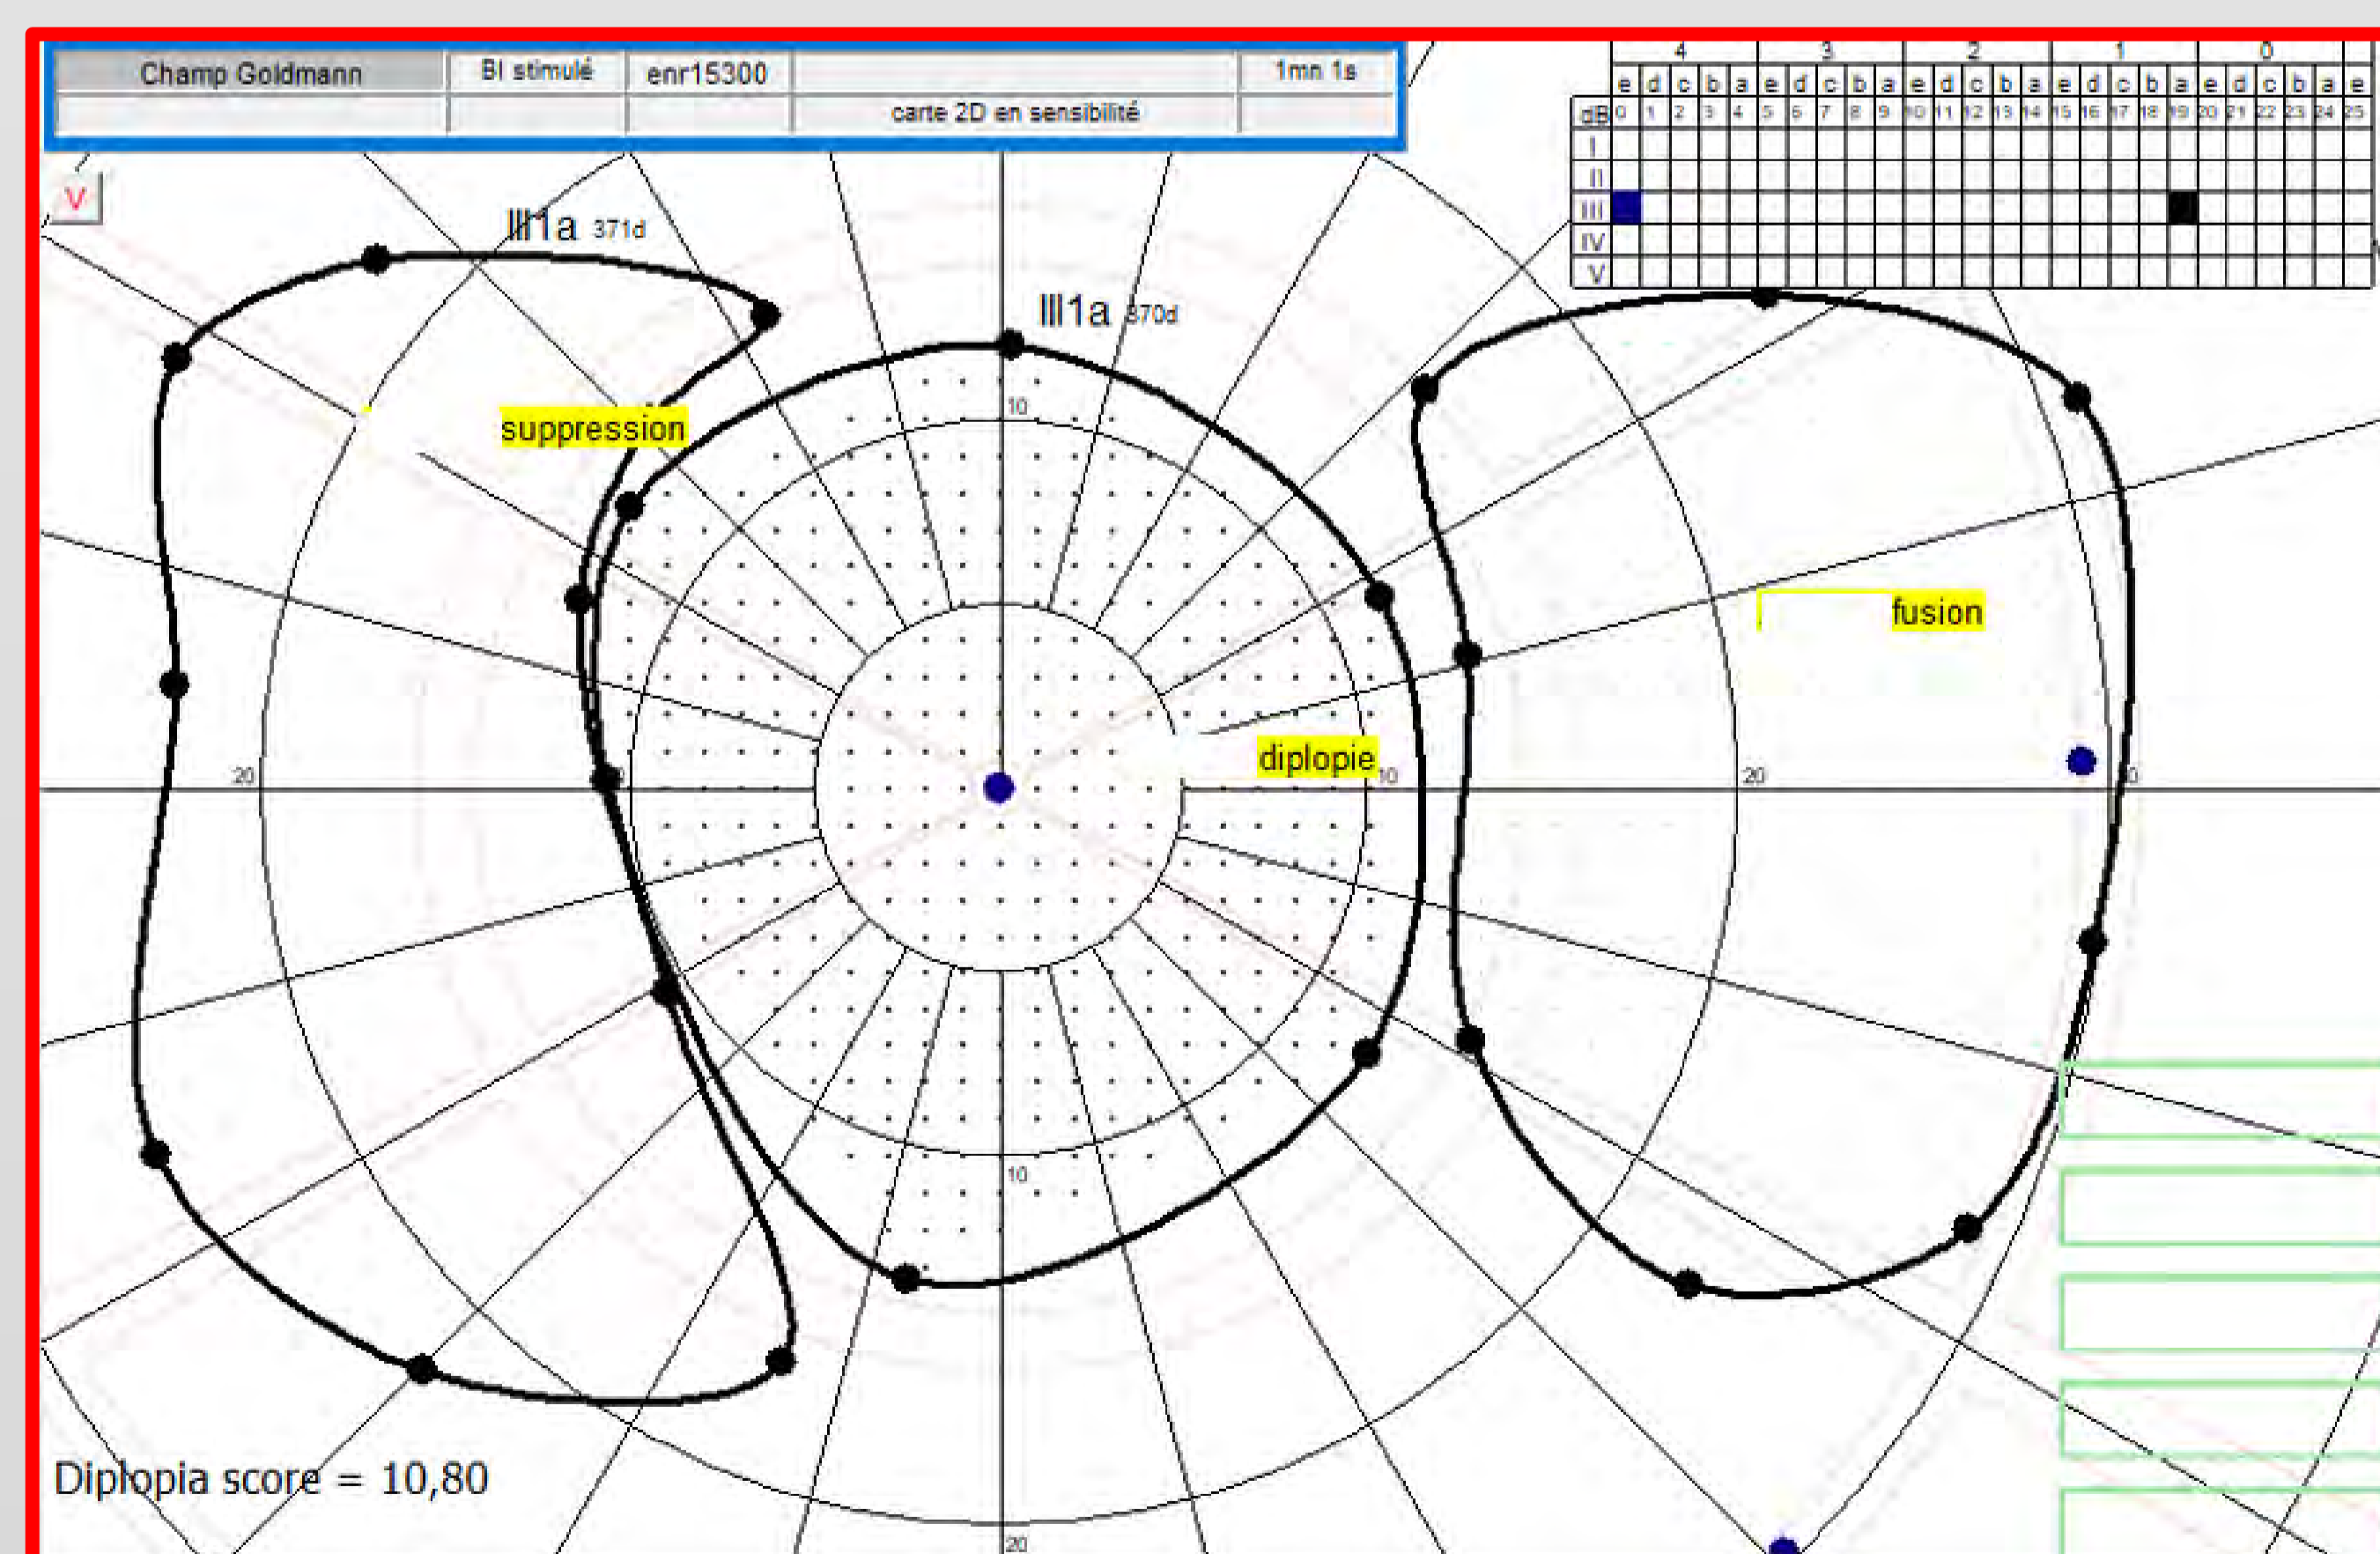 Champ Goldmann BI stimulé enr15300 1mn 1s
carte 2D en sensibilité
4 3 2 1 0
e d c b a e d c b a e d c b a e d c b a e d c b a e
dB 0 1 2 3 4 5 6 7 8 9 10 11 12 13 14 15 16 17 18 19 20 21 22 23 24 25
I
II
III
IV
V
V
III1a 371d
III1a 370d
10
suppression
fusion
diplopie
20 10 20
10
Diplopia score = 10,80
20